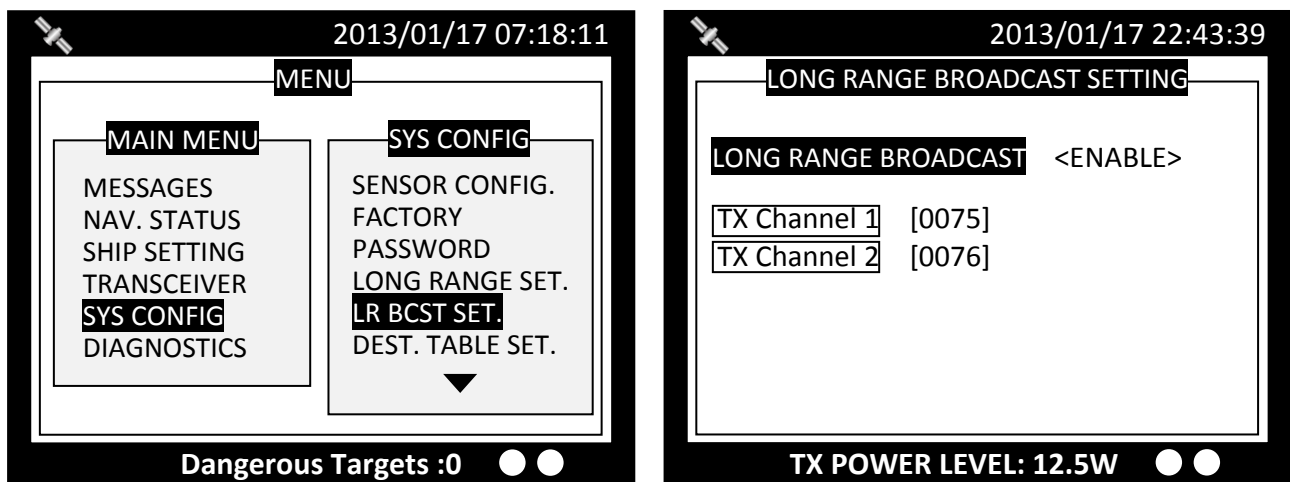 2013/01/17 07:18:11
MENU
MAIN MENU
MESSAGES
NAV. STATUS
SHIP SETTING
TRANSCEIVER
SYS CONFIG
DIAGNOSTICS
SYS CONFIG
SENSOR CONFIG.
FACTORY
PASSWORD
LONG RANGE SET.
LR BCST SET.
DEST. TABLE SET.
Dangerous Targets :0
2013/01/17 22:43:39
LONG RANGE BROADCAST SETTING
LONG RANGE BROADCAST <ENABLE>
TX Channel 1 [0075]
TX Channel 2 [0076]
TX POWER LEVEL: 12.5W